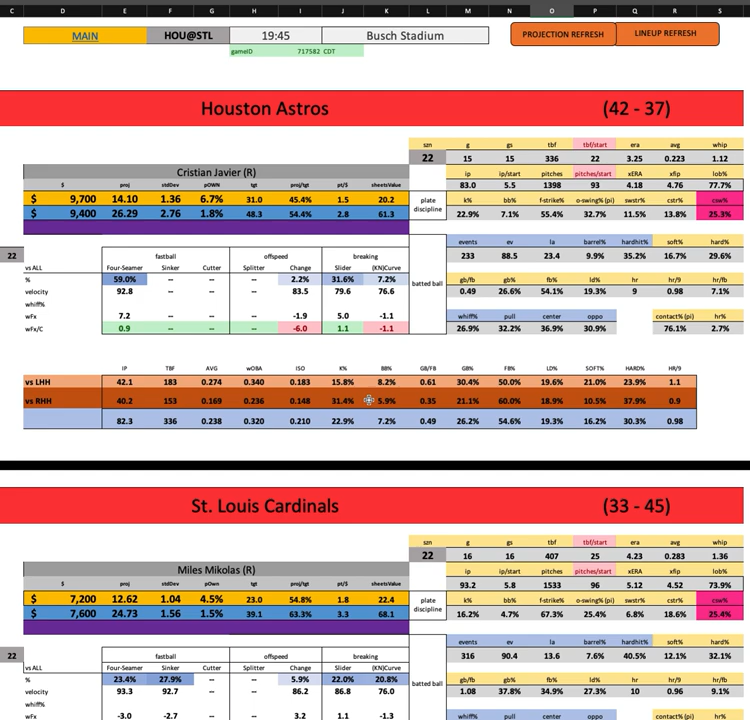 C D E F G H I J K L M N O P Q R S
MAIN HOU@STL 19:45 Busch Stadium PROJECTION REFRESH LINEUP REFRESH
gameID 717582 CDT
Houston Astros (42 - 37)
szn g gs tbf tbf/start era avg whip
22 15 15 336 22 3.25 0.223 1.12
Cristian Javier (R) ip ip/start pitches pitches/start xERA xfip lob%
$ proj stdDev pOWN tgt proj/tgt pt/$ sheetsValue 83.0 5.5 1398 93 4.18 4.76 77.7%
$ 9,700 14.10 1.36 6.7% 31.0 45.4% 1.5 20.2 plate discipline k% bb% f-strike% o-swing% (pi) swstr% cstr% csw%
$ 9,400 26.29 2.76 1.8% 48.3 54.4% 2.8 61.3 22.9% 7.1% 55.4% 32.7% 11.5% 13.8% 25.3%
22 events ev la barrel% hardhit% soft% hard%
fastball offspeed breaking 233 88.5 23.4 9.9% 35.2% 16.7% 29.6%
vs ALL Four-Seamer Sinker Cutter Splitter Change Slider (KN)Curve batted ball
% 59.0% -- -- -- 2.2% 31.6% 7.2% gb/fb gb% fb% ld% hr hr/9 hr/fb
velocity 92.8 -- -- -- 83.5 79.6 76.6 0.49 26.6% 54.1% 19.3% 9 0.98 7.1%
whiff%
wFx 7.2 -- -- -- -1.9 5.0 -1.1 whiff% pull center oppo contact% (pi) hr%
wFx/C 0.9 -- -- -- -6.0 1.1 -1.1 26.9% 32.2% 36.9% 30.9% 76.1% 2.7%
IP TBF AVG wOBA ISO K% BB% GB/FB GB% FB% LD% SOFT% HARD% HR/9
vs LHH 42.1 183 0.274 0.340 0.183 15.8% 8.2% 0.61 30.4% 50.0% 19.6% 21.0% 23.9% 1.1
vs RHH 40.2 153 0.169 0.236 0.148 31.4% 5.9% 0.35 21.1% 60.0% 18.9% 10.5% 37.9% 0.9
82.3 336 0.238 0.320 0.210 22.9% 7.2% 0.49 26.2% 54.6% 19.3% 16.2% 30.3% 0.98
St. Louis Cardinals (33 - 45)
szn g gs tbf tbf/start era avg whip
22 16 16 407 25 4.23 0.283 1.36
Miles Mikolas (R) ip ip/start pitches pitches/start xERA xfip lob%
$ proj stdDev pOwn tgt proj/tgt pt/$ sheetsValue 93.2 5.8 1533 96 5.12 4.52 73.9%
$ 7,200 12.62 1.04 4.5% 23.0 54.8% 1.8 22.4 plate discipline k% bb% f-strike% o-swing% (pi) swstr% cstr% csw%
$ 7,600 24.73 1.56 1.5% 39.1 63.3% 3.3 68.1 16.2% 4.7% 67.3% 25.4% 6.8% 18.6% 25.4%
events ev la barrel% hardhit% soft% hard%
22 fastball offspeed breaking 316 90.4 13.6 7.6% 40.5% 12.1% 32.1%
vs ALL Four-Seamer Sinker Cutter Splitter Change Slider (KN)Curve batted ball
% 23.4% 27.9% -- -- 5.9% 22.0% 20.8% gb/fb gb% fb% ld% hr hr/9 hr/fb
velocity 93.3 92.7 -- -- 86.2 86.8 76.0 1.08 37.8% 34.9% 27.3% 10 0.96 9.1%
whiff%
wFx -3.0 -2.7 -- -- 3.2 1.1 -1.3 whiff% pull center oppo contact% (pi) hr%